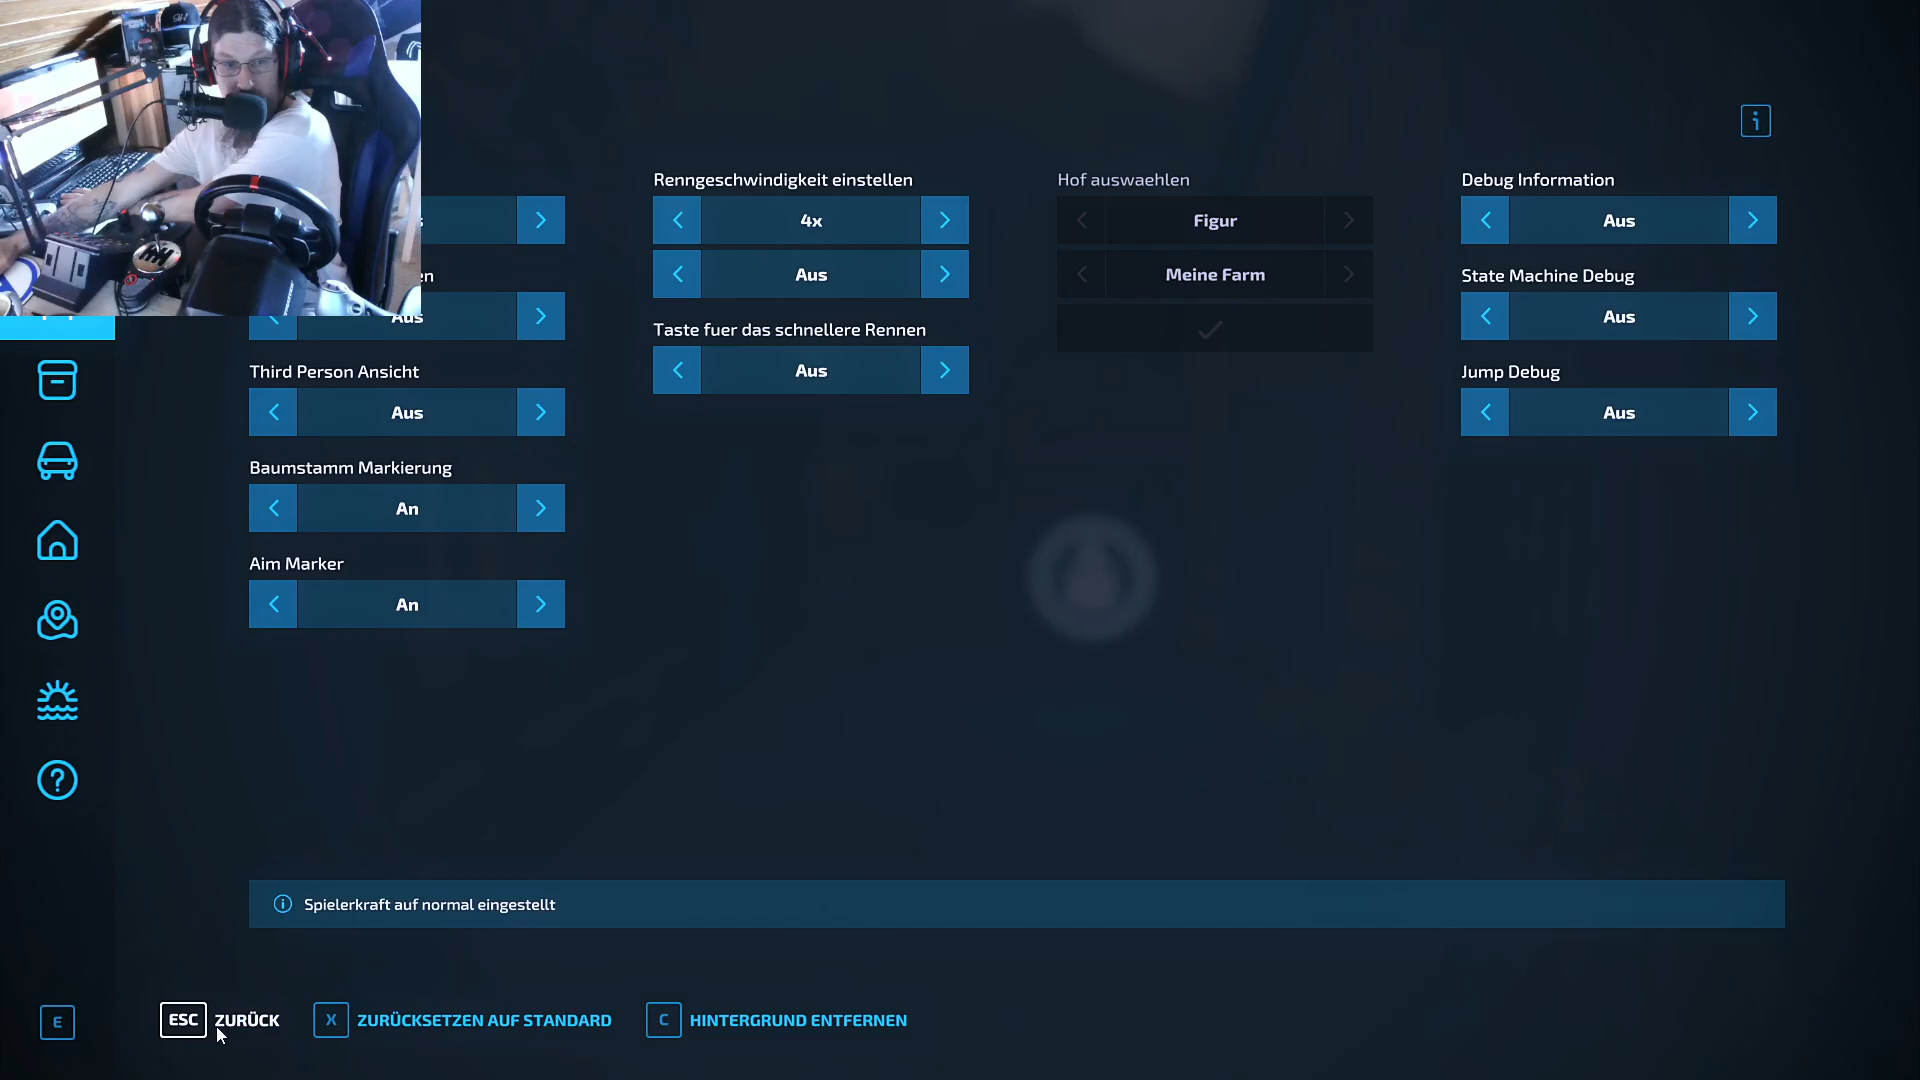 Renngeschwindigkeit einstellen
4x
Aus
Taste fuer das schnellere Rennen
Aus
Hof auswaehlen
Figur
Meine Farm
Debug Information
Aus
State Machine Debug
Aus
Jump Debug
Aus
s
en
Aus
Third Person Ansicht
Aus
Baumstamm Markierung
An
Aim Marker
An
Spielerkraft auf normal eingestellt
E
ESC ZURÜCK
X ZURÜCKSETZEN AUF STANDARD
C HINTERGRUND ENTFERNEN